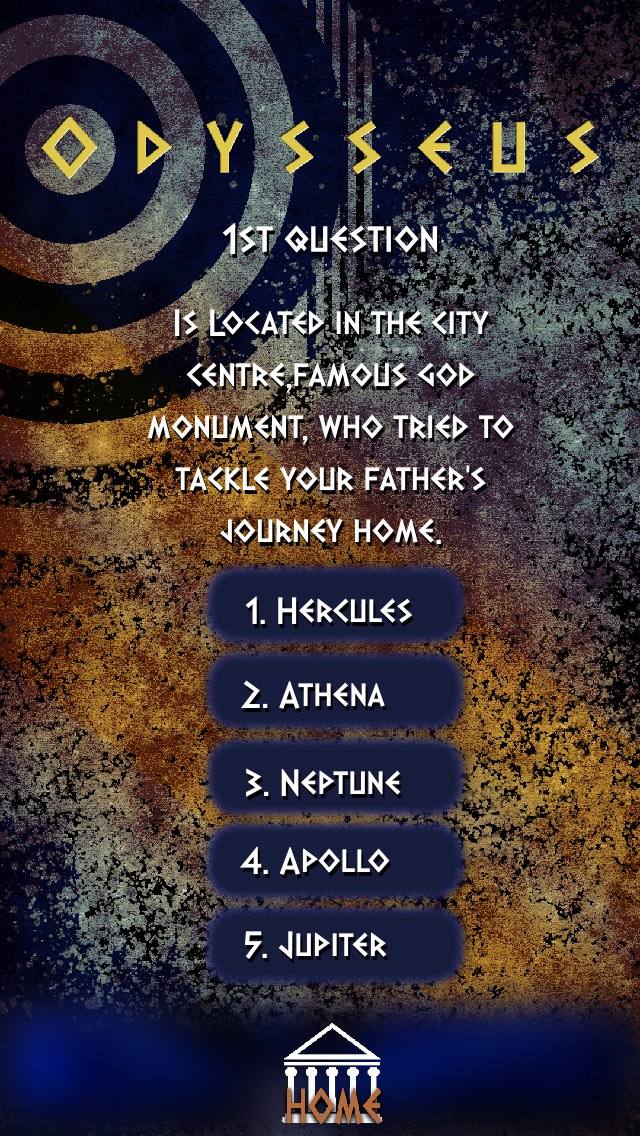 ODYSSEUS
1ST QUESTION
IS LOCATED IN THE CITY
CENTRE,FAMOUS GOD
MONUMENT, WHO TRIED TO
TACKLE YOUR FATHER'S
JOURNEY HOME.
1. HERCULES
2. ATHENA
3. NEPTUNE
4. APOLLO
5. JUPITER
HOME